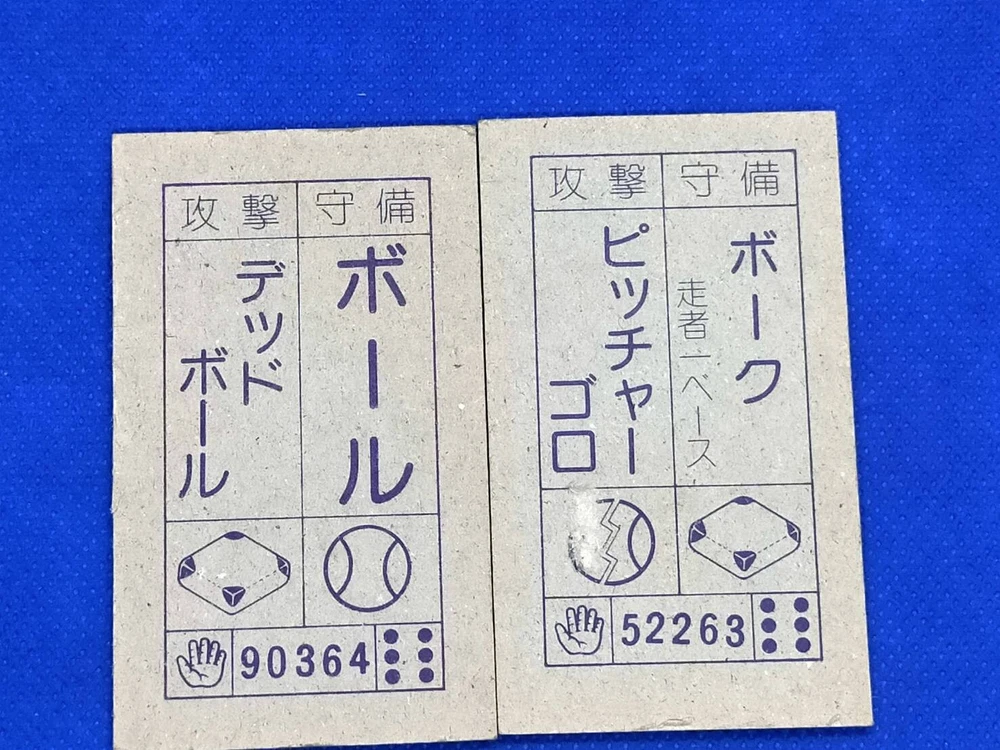 攻撃 守備
デッド
ボール
ボール
90364
攻撃 守備
ピッチャー
ゴロ
ボーク
走者一ベース
52263